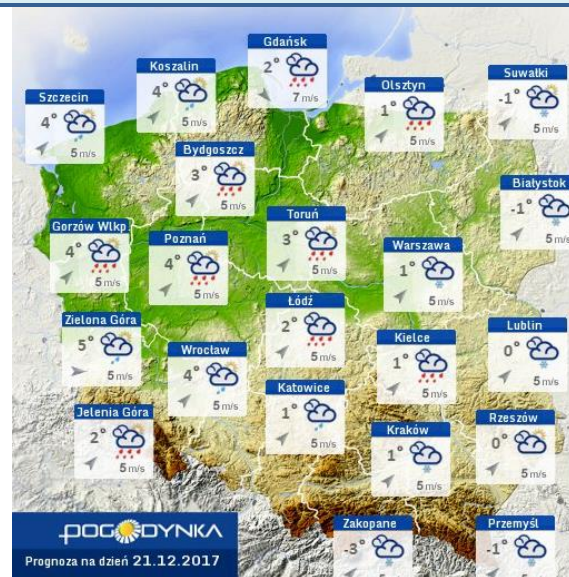 Gdańsk
2°
7 m/s
Koszalin
4°
5 m/s
Suwałki
-1°
5 m/s
Olsztyn
1°
5 m/s
Szczecin
4°
5 m/s
Bydgoszcz
3°
5 m/s
Białystok
-1°
5 m/s
Toruń
3°
5 m/s
Gorzów Wlkp
4°
5 m/s
Poznań
4°
5 m/s
Warszawa
1°
5 m/s
Łódź
2°
5 m/s
Zielona Góra
5°
5 m/s
Lublin
0°
5 m/s
Kielce
1°
5 m/s
Wrocław
4°
5 m/s
Katowice
1°
5 m/s
Jelenia Góra
2°
5 m/s
Rzeszów
0°
5 m/s
Kraków
1°
5 m/s
Zakopane
-3°
5 m/s
Przemyśl
-1°
5 m/s
POGODYNKA
Prognoza na dzień 21.12.2017